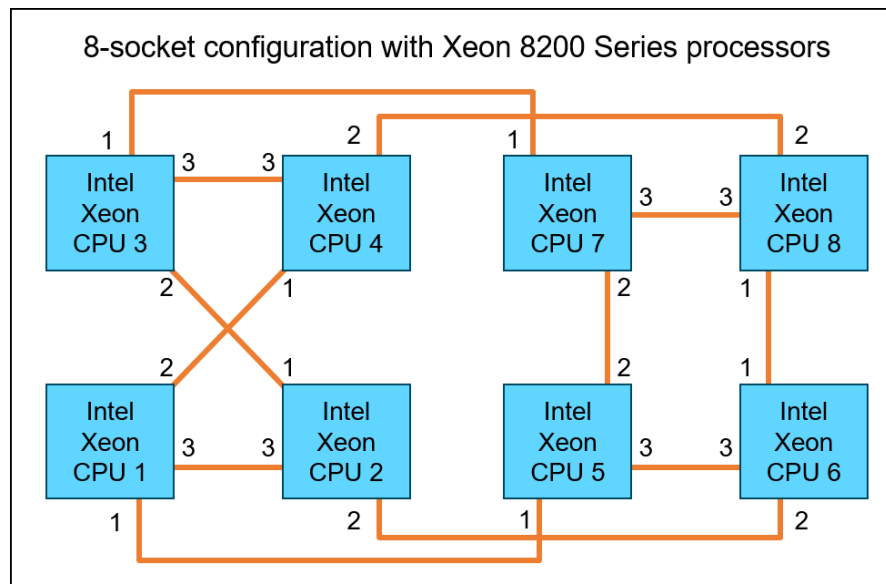 8-socket configuration with Xeon 8200 Series processors
1
2
1
2
Intel
Xeon
CPU 3
3
3
Intel
Xeon
CPU 4
Intel
Xeon
CPU 7
3
3
Intel
Xeon
CPU 8
2
1
2
1
2
1
2
1
Intel
Xeon
CPU 1
3
3
Intel
Xeon
CPU 2
Intel
Xeon
CPU 5
3
3
Intel
Xeon
CPU 6
1
2
1
2